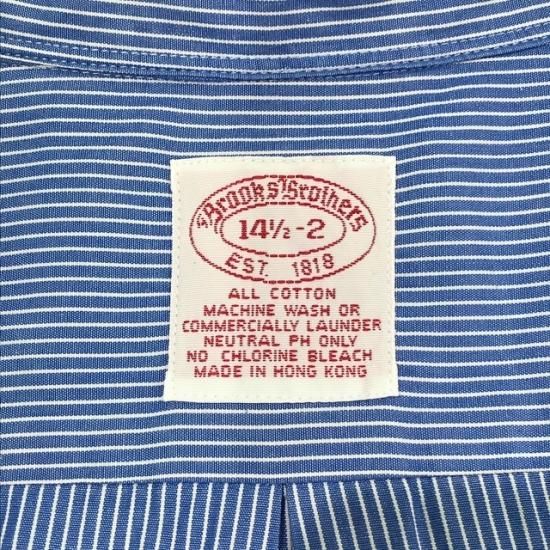 Brooks Brothers
14½-2
EST. 1818
ALL COTTON
MACHINE WASH OR
COMMERCIALLY LAUNDER
NEUTRAL PH ONLY
NO CHLORINE BLEACH
MADE IN HONG KONG